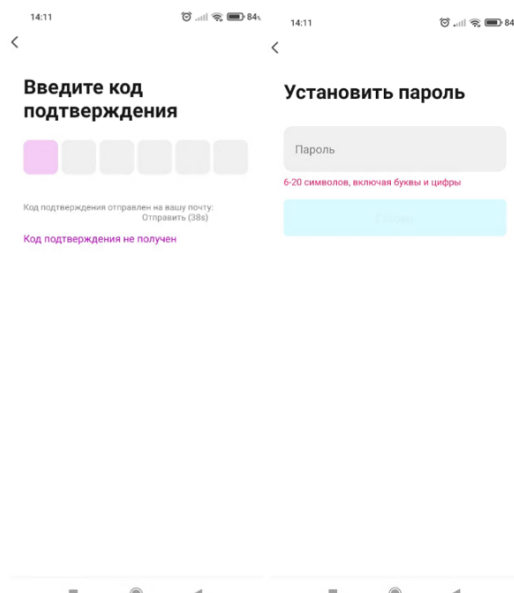 14:11
84
Введите код
подтверждения
Код подтверждения отправлен на вашу почту:
Отправить (38s)
Код подтверждения не получен
14:11
84
Установить пароль
Пароль
6-20 символов, включая буквы и цифры